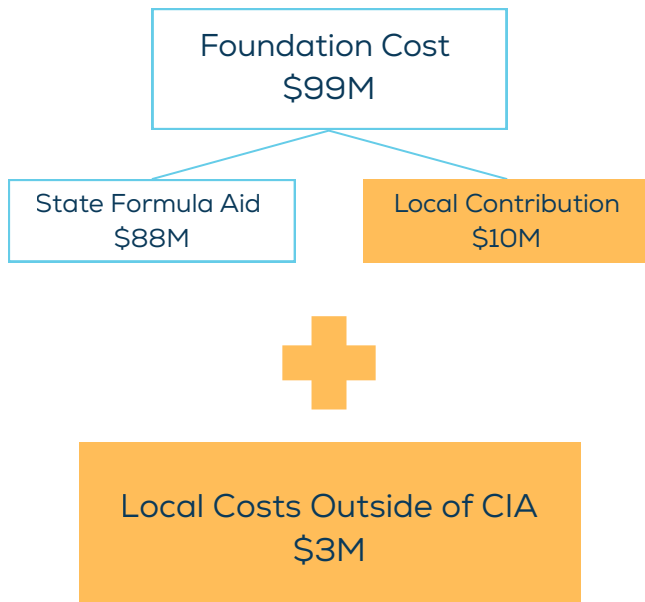 Foundation Cost
$99M
State Formula Aid
$88M
Local Contribution
$10M
Local Costs Outside of CIA
$3M